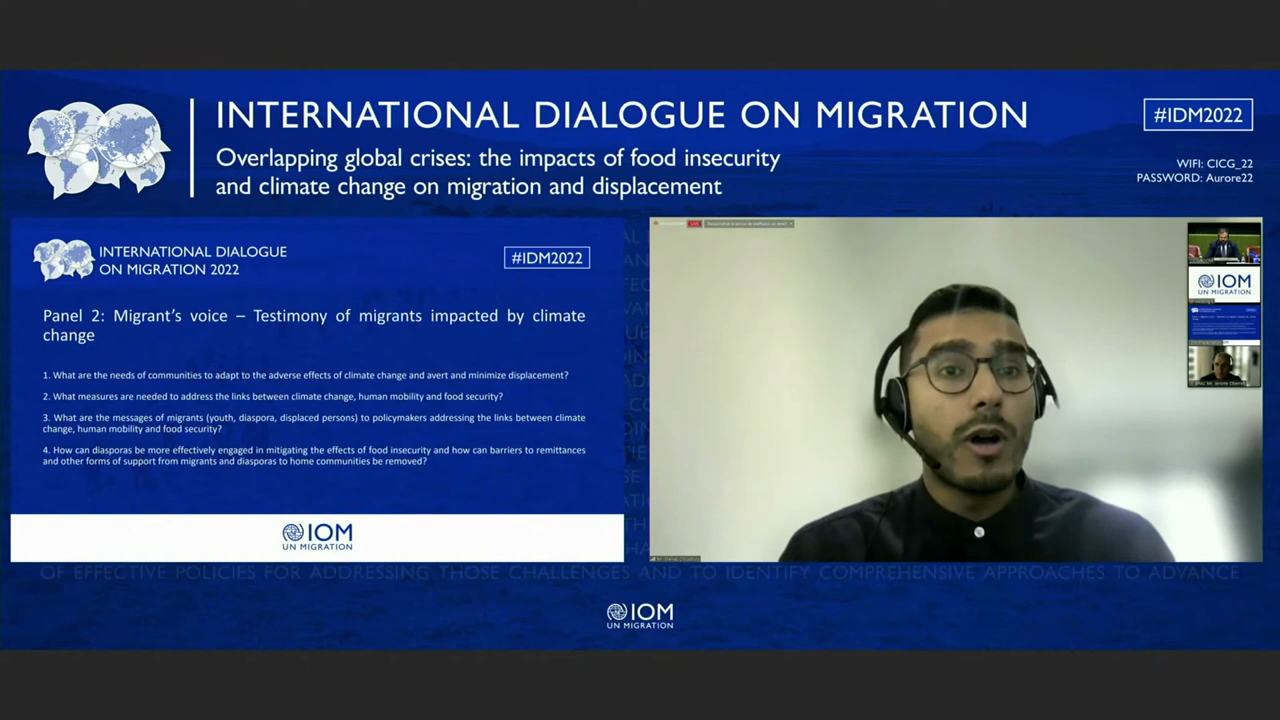 INTERNATIONAL DIALOGUE ON MIGRATION
Overlapping global crises: the impacts of food insecurity
and climate change on migration and displacement
#IDM2022
WIFI: CICG_22
PASSWORD: Aurore22
INTERNATIONAL DIALOGUE
ON MIGRATION 2022
#IDM2022
Panel 2: Migrant’s voice – Testimony of migrants impacted by climate
change
1. What are the needs of communities to adapt to the adverse effects of climate change and avert and minimize displacement?
2. What measures are needed to address the links between climate change, human mobility and food security?
3. What are the messages of migrants (youth, diaspora, displaced persons) to policymakers addressing the links between climate
change, human mobility and food security?
4. How can diasporas be more effectively engaged in mitigating the effects of food insecurity and how can barriers to remittances
and other forms of support from migrants and diasporas to home communities be removed?
IOM
UN MIGRATION
LIVE
IOM
UN MIGRATION
OF EFFECTIVE POLICIES FOR ADDRESSING THOSE CHALLENGES AND TO IDENTIFY COMPREHENSIVE APPROACHES TO ADVANCE
IOM
UN MIGRATION